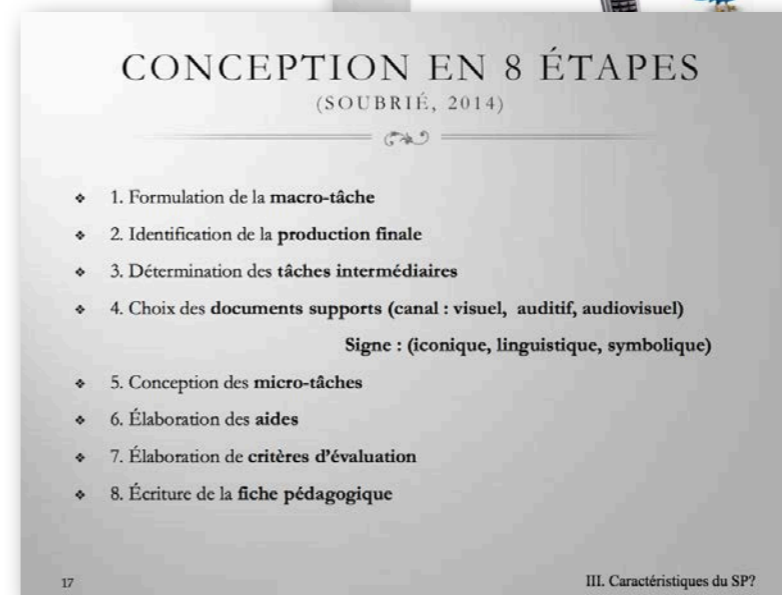 CONCEPTION EN 8 ÉTAPES
(SOUBRIÉ, 2014)
❖ 1. Formulation de la macro-tâche
❖ 2. Identification de la production finale
❖ 3. Détermination des tâches intermédiaires
❖ 4. Choix des documents supports (canal : visuel, auditif, audiovisuel)
Signe : (iconique, linguistique, symbolique)
❖ 5. Conception des micro-tâches
❖ 6. Élaboration des aides
❖ 7. Élaboration de critères d'évaluation
❖ 8. Écriture de la fiche pédagogique
17
III. Caractéristiques du SP?